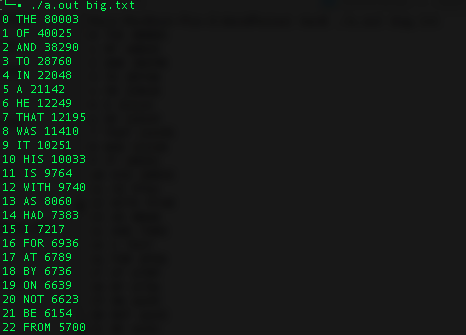 └─• ./a.out big.txt
0 THE 80003
1 OF 40025
2 AND 38290
3 TO 28760
4 IN 22048
5 A 21142
6 HE 12249
7 THAT 12195
8 WAS 11410
9 IT 10251
10 HIS 10033
11 IS 9764
12 WITH 9740
13 AS 8060
14 HAD 7383
15 I 7217
16 FOR 6936
17 AT 6789
18 BY 6736
19 ON 6639
20 NOT 6623
21 BE 6154
22 FROM 5700